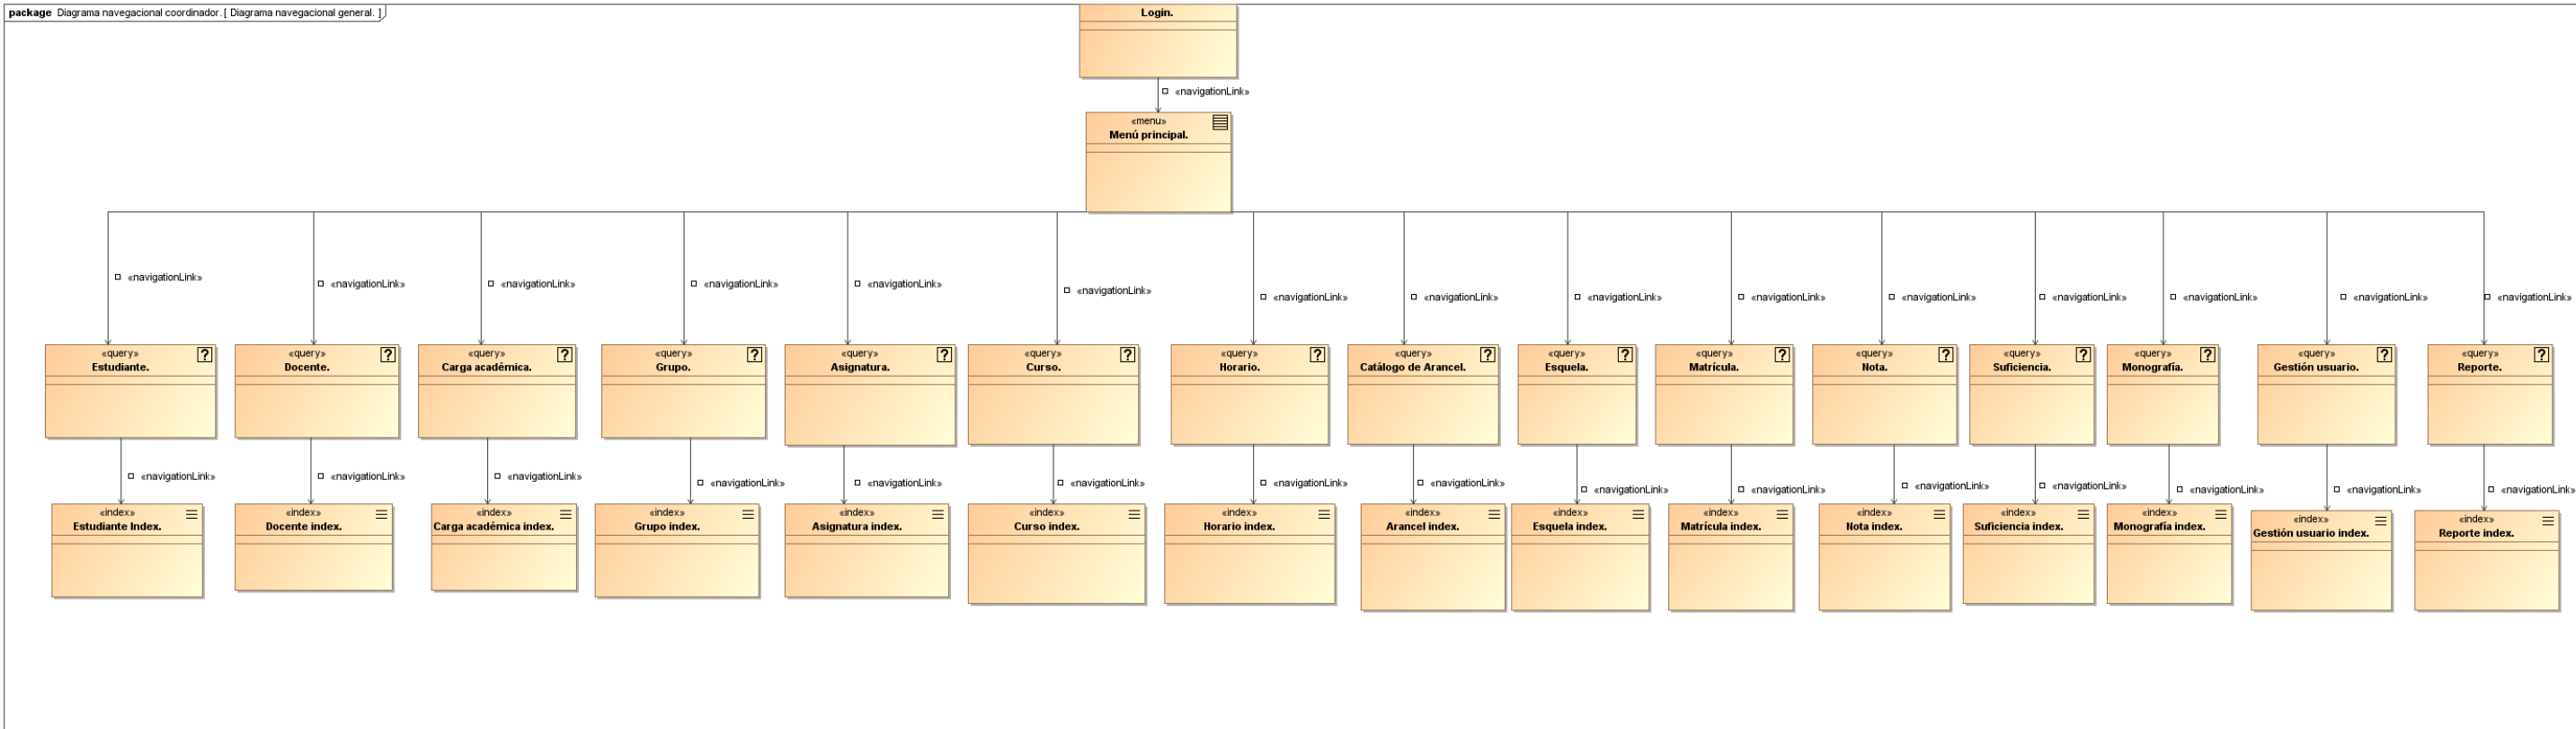 package Diagrama navegacional coordinador.[ Diagrama navegacional general. ]
Login.
«navigationLink»
«menu»
Menú principal.
«navigationLink» «navigationLink» «navigationLink» «navigationLink» «navigationLink» «navigationLink» «navigationLink» «navigationLink» «navigationLink» «navigationLink» «navigationLink» «navigationLink» «navigationLink» «navigationLink» «navigationLink»
«query» «query» «query» «query» «query» «query» «query» «query» «query» «query» «query» «query» «query» «query» «query»
Estudiante. Docente. Carga académica. Grupo. Asignatura. Curso. Horario. Catálogo de Arancel. Esquela. Matrícula. Nota. Suficiencia. Monografía. Gestión usuario. Reporte.
«navigationLink» «navigationLink» «navigationLink» «navigationLink» «navigationLink» «navigationLink» «navigationLink» «navigationLink» «navigationLink» «navigationLink» «navigationLink» «navigationLink» «navigationLink» «navigationLink» «navigationLink»
«index» «index» «index» «index» «index» «index» «index» «index» «index» «index» «index» «index» «index» «index» «index»
Estudiante Index. Docente index. Carga académica index. Grupo index. Asignatura index. Curso index. Horario index. Arancel index. Esquela index. Matrícula index. Nota index. Suficiencia index. Monografía index. Gestión usuario index. Reporte index.